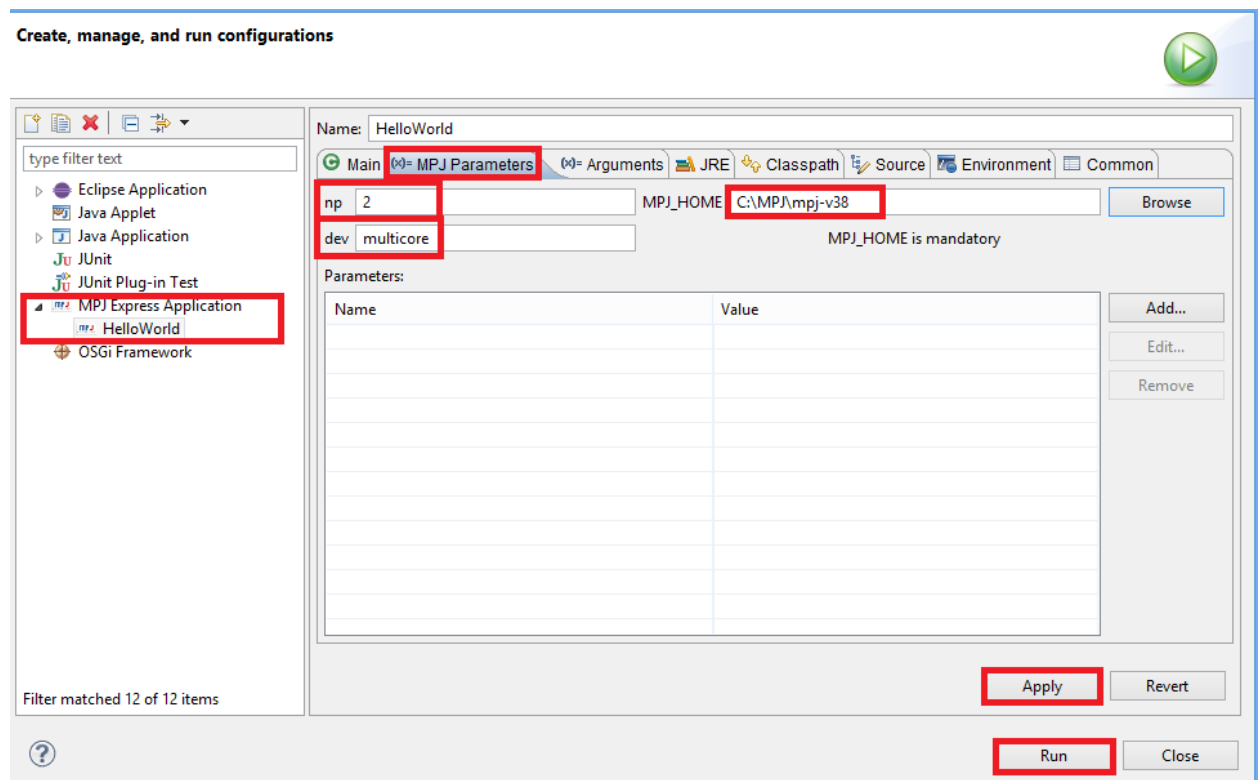 Create, manage, and run configurations
type filter text
Eclipse Application
Java Applet
Java Application
JUnit
JUnit Plug-in Test
MPJ Express Application
HelloWorld
OSGi Framework
Filter matched 12 of 12 items
Name: HelloWorld
Main (x)= MPJ Parameters (x)= Arguments JRE Classpath Source Environment Common
np 2 MPJ_HOME C:\MPJ\mpj-v38 Browse
dev multicore MPJ_HOME is mandatory
Parameters:
Name Value
Add...
Edit...
Remove
Apply Revert
Run Close